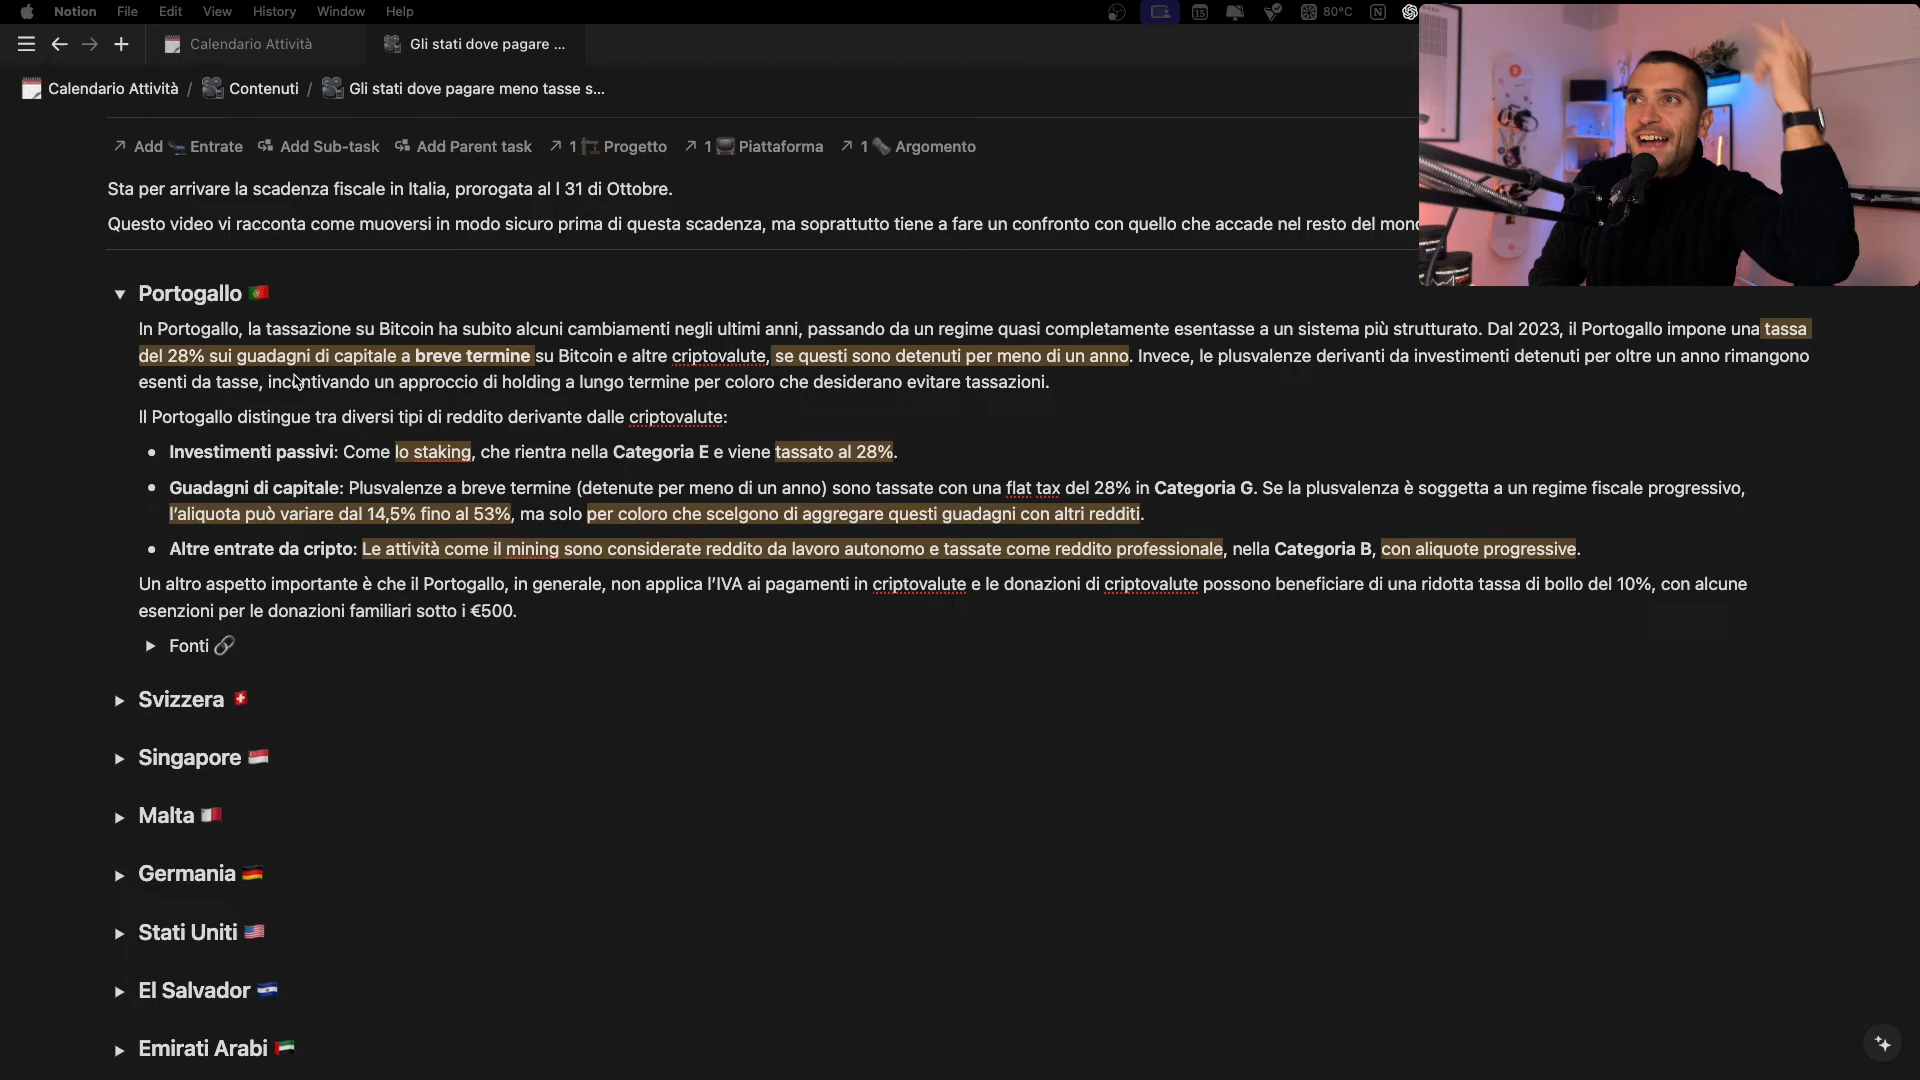 Notion File Edit View History Window Help 15 80°C
Calendario Attività Gli stati dove pagare ...
Calendario Attività / Contenuti / Gli stati dove pagare meno tasse s...
Add Entrate Add Sub-task Add Parent task 1 Progetto 1 Piattaforma 1 Argomento
Sta per arrivare la scadenza fiscale in Italia, prorogata al l 31 di Ottobre.
Questo video vi racconta come muoversi in modo sicuro prima di questa scadenza, ma soprattutto tiene a fare un confronto con quello che accade nel resto del monc
Portogallo 🇵🇹
In Portogallo, la tassazione su Bitcoin ha subito alcuni cambiamenti negli ultimi anni, passando da un regime quasi completamente esentasse a un sistema più strutturato. Dal 2023, il Portogallo impone una tassa
del 28% sui guadagni di capitale a breve termine su Bitcoin e altre criptovalute, se questi sono detenuti per meno di un anno. Invece, le plusvalenze derivanti da investimenti detenuti per oltre un anno rimangono
esenti da tasse, incentivando un approccio di holding a lungo termine per coloro che desiderano evitare tassazioni.
Il Portogallo distingue tra diversi tipi di reddito derivante dalle criptovalute:
• Investimenti passivi: Come lo staking, che rientra nella Categoria E e viene tassato al 28%.
• Guadagni di capitale: Plusvalenze a breve termine (detenute per meno di un anno) sono tassate con una flat tax del 28% in Categoria G. Se la plusvalenza è soggetta a un regime fiscale progressivo,
l'aliquota può variare dal 14,5% fino al 53%, ma solo per coloro che scelgono di aggregare questi guadagni con altri redditi.
• Altre entrate da cripto: Le attività come il mining sono considerate reddito da lavoro autonomo e tassate come reddito professionale, nella Categoria B, con aliquote progressive.
Un altro aspetto importante è che il Portogallo, in generale, non applica l'IVA ai pagamenti in criptovalute e le donazioni di criptovalute possono beneficiare di una ridotta tassa di bollo del 10%, con alcune
esenzioni per le donazioni familiari sotto i €500.
Fonti 🔗
Svizzera 🇨🇭
Singapore 🇸🇬
Malta 🇲🇹
Germania 🇩🇪
Stati Uniti 🇺🇸
El Salvador 🇸🇻
Emirati Arabi 🇦🇪